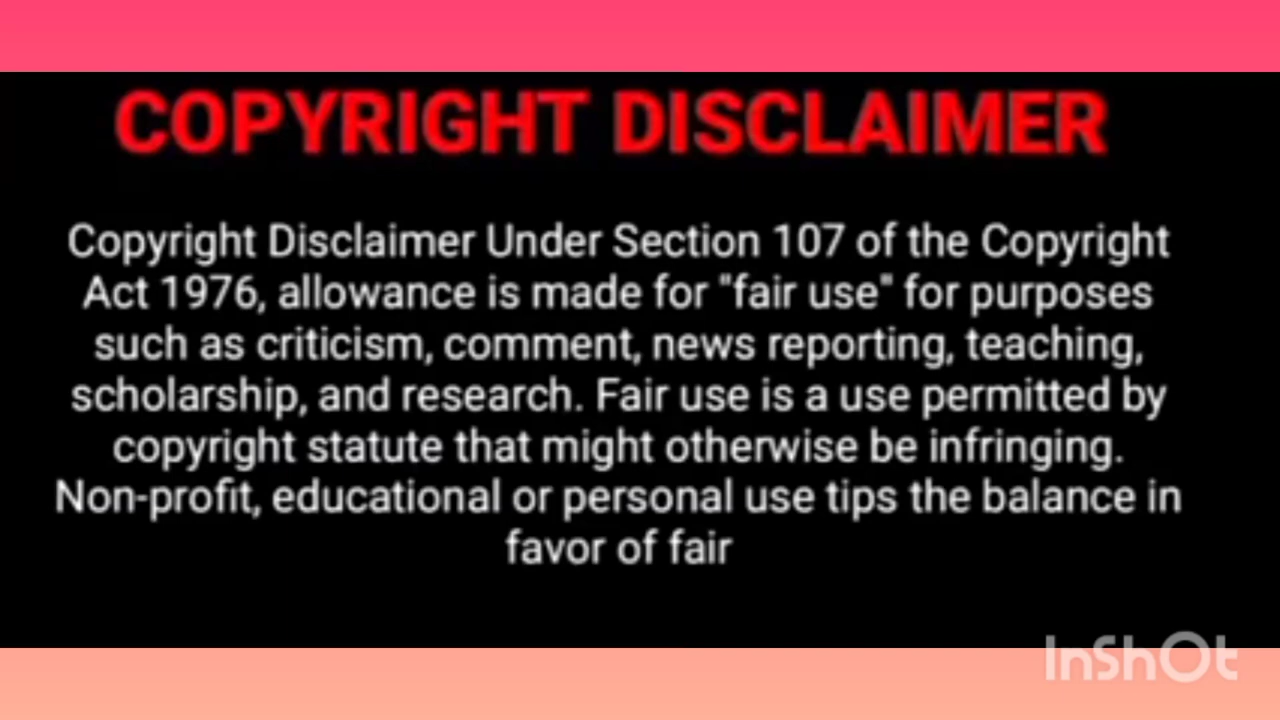 COPYRIGHT DISCLAIMER
Copyright Disclaimer Under Section 107 of the Copyright
Act 1976, allowance is made for "fair use" for purposes
such as criticism, comment, news reporting, teaching,
scholarship, and research. Fair use is a use permitted by
copyright statute that might otherwise be infringing.
Non-profit, educational or personal use tips the balance in
favor of fair
InShOt